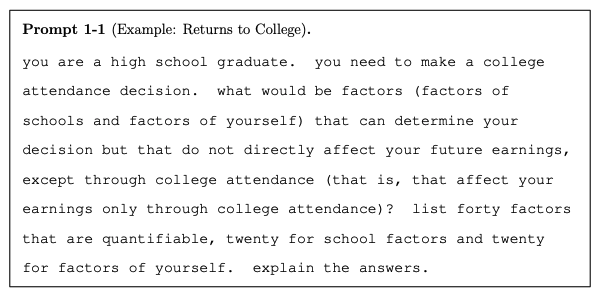 Prompt 1-1 (Example: Returns to College).
you are a high school graduate.  you need to make a college
attendance decision.  what would be factors (factors of
schools and factors of yourself) that can determine your
decision but that do not directly affect your future earnings,
except through college attendance (that is, that affect your
earnings only through college attendance)?  list forty factors
that are quantifiable, twenty for school factors and twenty
for factors of yourself.  explain the answers.